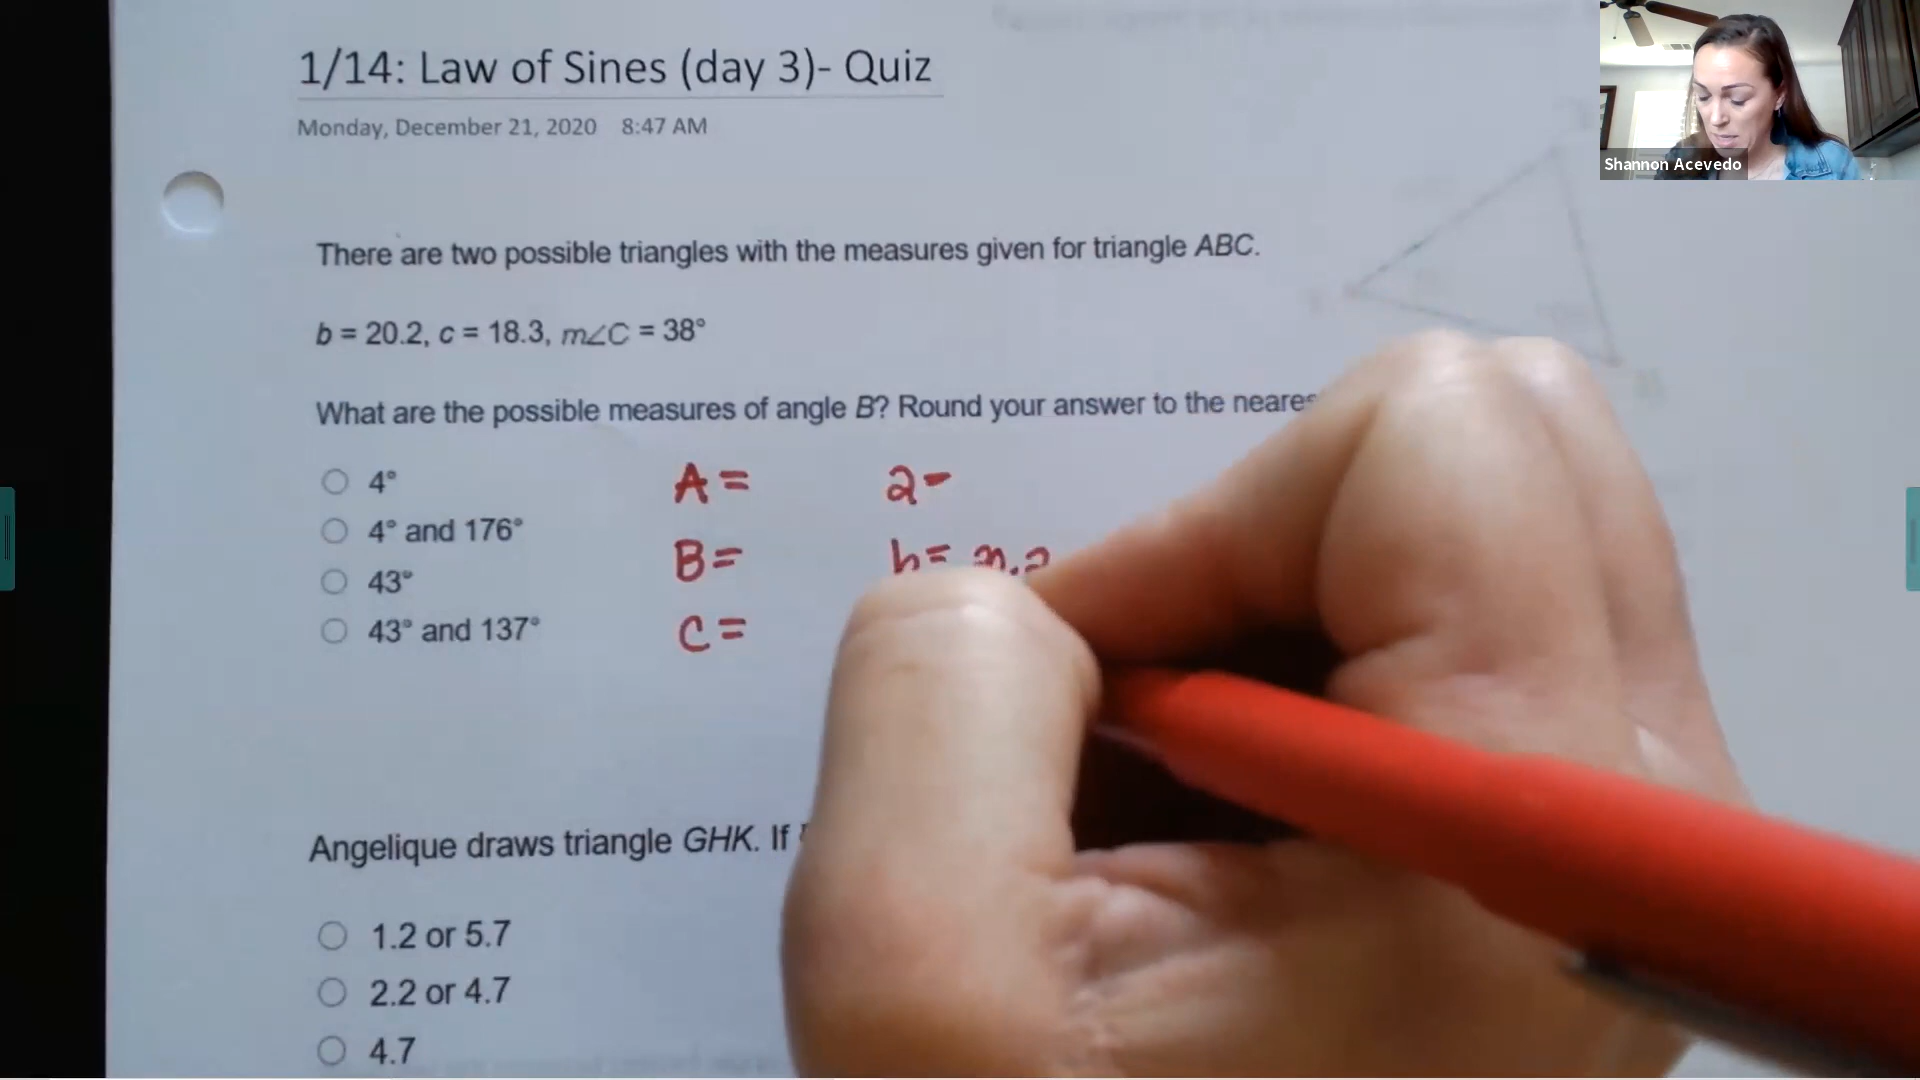 1/14: Law of Sines (day 3)- Quiz
Monday, December 21, 2020 8:47 AM
Shannon Acevedo
There are two possible triangles with the measures given for triangle ABC.
b = 20.2, c = 18.3, m∠C = 38°
What are the possible measures of angle B? Round your answer to the
4°
4° and 176°
43°
43° and 137°
A =
B =
C =
a -
b =
Angelique draws triangle GHK. If
1.2 or 5.7
2.2 or 4.7
4.7